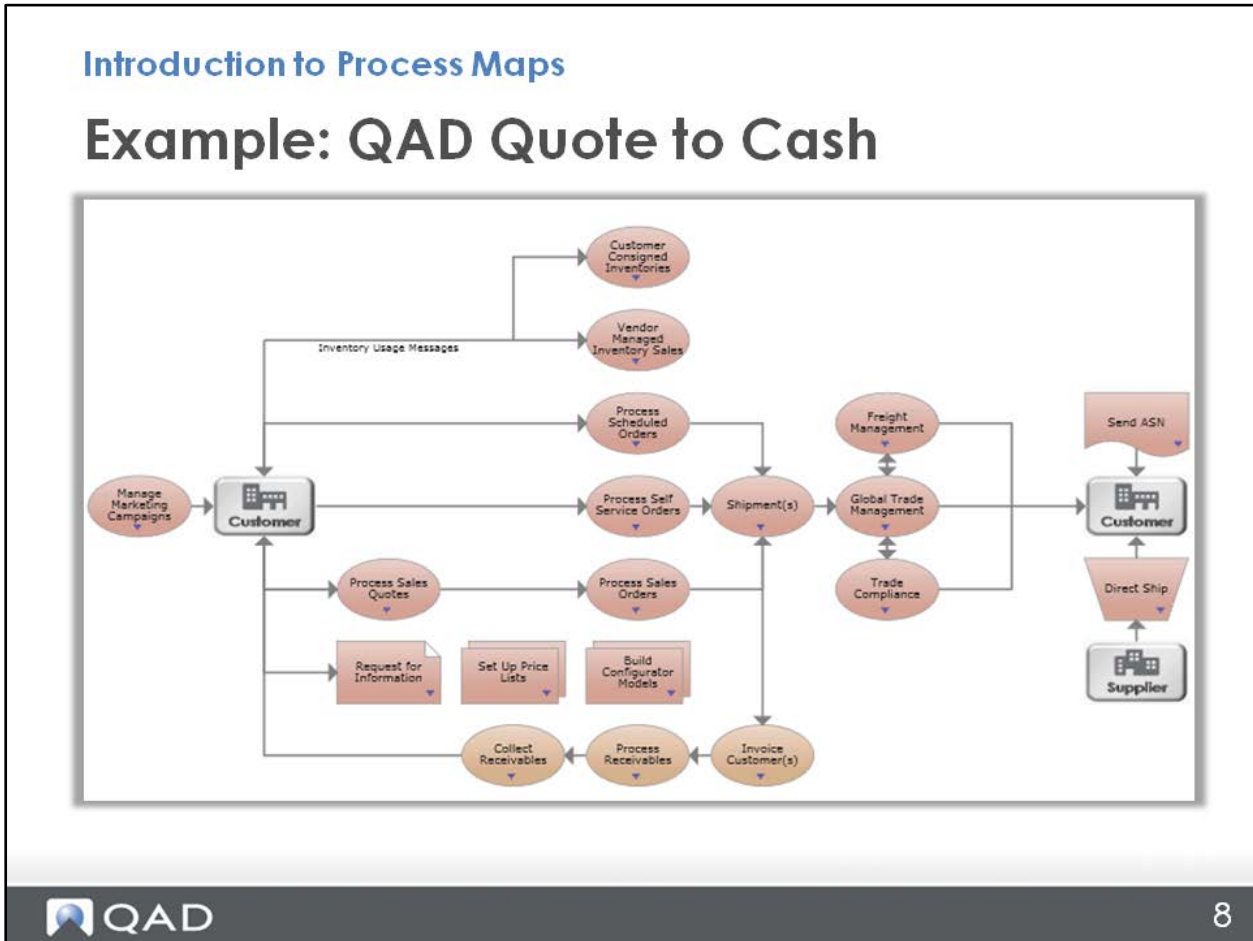 Introduction to Process Maps
Example: QAD Quote to Cash
Customer
Consigned
Inventories
Inventory Usage Messages
Vendor
Managed
Inventory Sales
Process
Scheduled
Orders
Freight
Management
Send ASN
Manage
Marketing
Campaigns
Customer
Process Self
Service Orders
Shipment(s)
Global Trade
Management
Customer
Process Sales
Quotes
Process Sales
Orders
Trade
Compliance
Direct Ship
Request for
Information
Set Up Price
Lists
Build
Configurator
Models
Supplier
Collect
Receivables
Process
Receivables
Invoice
Customer(s)
QAD
8